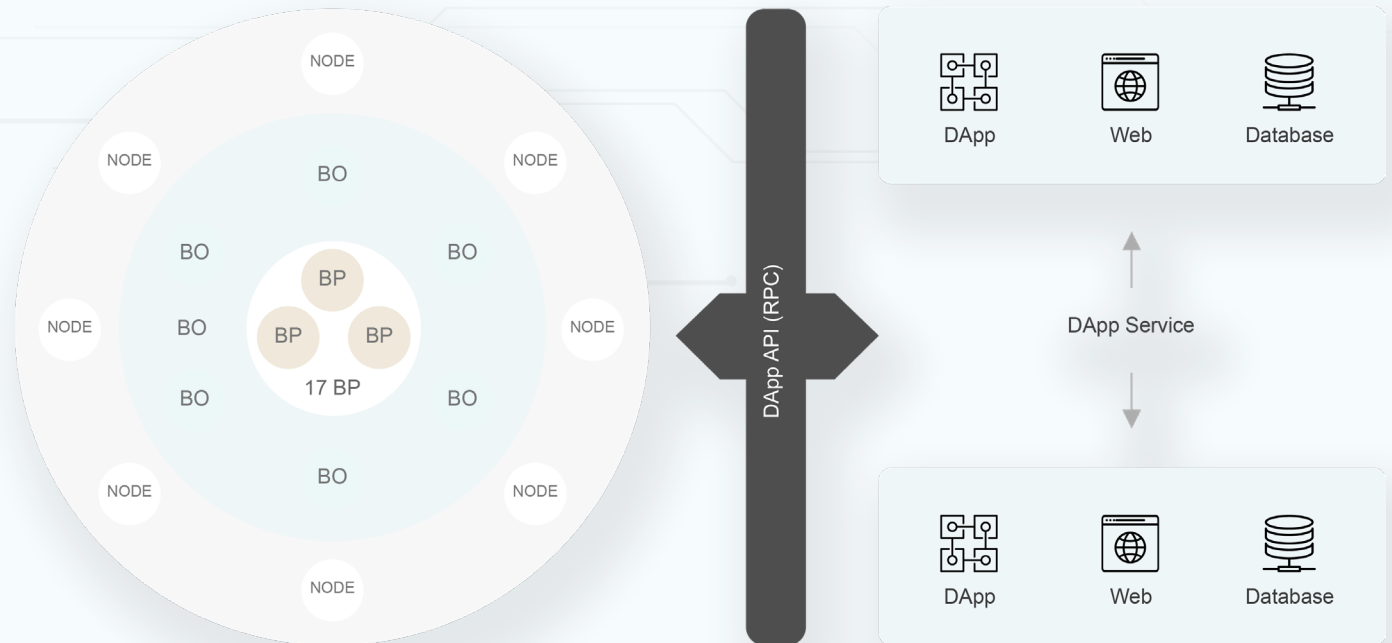 NODE
NODE
NODE
BO
BO
BO
BP
NODE
BO
BP
BP
NODE
17 BP
BO
BO
BO
NODE
NODE
NODE
DApp API (RPC)
DApp
Web
Database
DApp Service
DApp
Web
Database